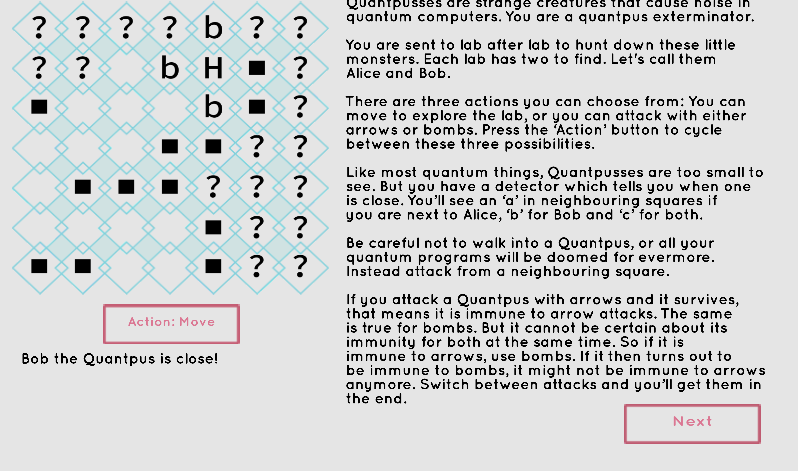 ? ? ? ? b ? ?
? ? b H ?
b ?
? ?
? ? ?
? ?
? ?
Action: Move
Bob the Quantpus is close!
Quantpusses are strange creatures that cause noise in
quantum computers. You are a quantpus exterminator.
You are sent to lab after lab to hunt down these little
monsters. Each lab has two to find. Let's call them
Alice and Bob.
There are three actions you can choose from: You can
move to explore the lab, or you can attack with either
arrows or bombs. Press the 'Action' button to cycle
between these three possibilities.
Like most quantum things, Quantpusses are too small to
see. But you have a detector which tells you when one
is close. You'll see an 'a' in neighbouring squares if
you are next to Alice, 'b' for Bob and 'c' for both.
Be careful not to walk into a Quantpus, or all your
quantum programs will be doomed for evermore.
Instead attack from a neighbouring square.
If you attack a Quantpus with arrows and it survives,
that means it is immune to arrow attacks. The same
is true for bombs. But it cannot be certain about its
immunity for both at the same time. So if it is
immune to arrows, use bombs. If it then turns out to
be immune to bombs, it might not be immune to arrows
anymore. Switch between attacks and you'll get them in
the end.
Next